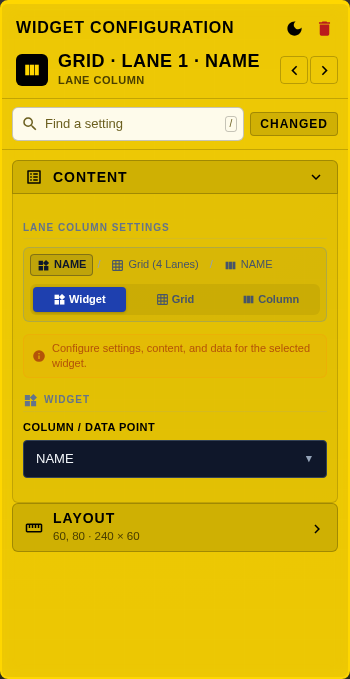 WIDGET CONFIGURATION
GRID · LANE 1 · NAME
LANE COLUMN
Find a setting
/
CHANGED
CONTENT
LANE COLUMN SETTINGS
NAME / Grid (4 Lanes) / NAME
Widget Grid Column
Configure settings, content, and data for the selected
widget.
WIDGET
COLUMN / DATA POINT
NAME
LAYOUT
60, 80 · 240 × 60